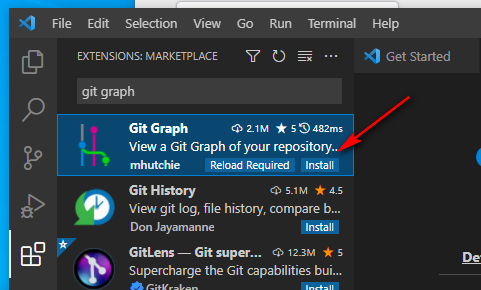 File Edit Selection View Go Run Terminal Help
EXTENSIONS: MARKETPLACE
Get Started
git graph
Git Graph 2.1M 5 482ms
View a Git Graph of your repository...
mhutchie Reload Required Install
Git History 5.1M 4.5
View git log, file history, compare b...
Don Jayamanne Install
GitLens — Git super... 12.3M 5
Supercharge the Git capabilities bui...
GitKraken Install